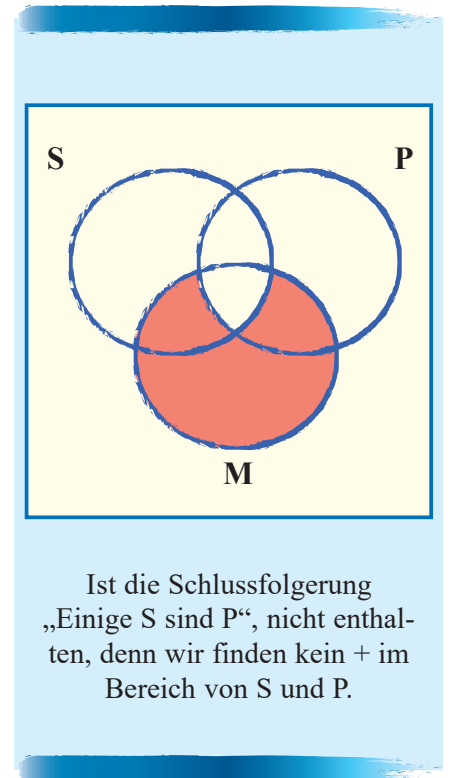 S P
M
Ist die Schlussfolgerung
„Einige S sind P“, nicht enthal-
ten, denn wir finden kein + im
Bereich von S und P.